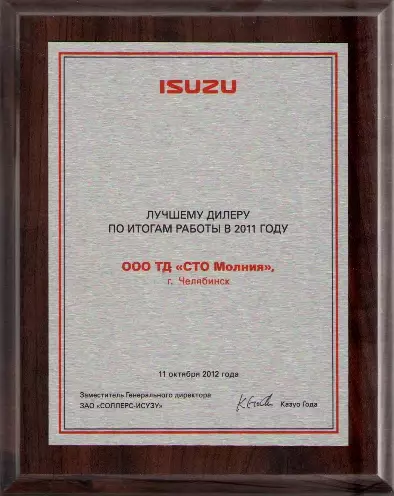 ISUZU
ЛУЧШЕМУ ДИЛЕРУ
ПО ИТОГАМ РАБОТЫ В 2011 ГОДУ
ООО ТД «СТО Молния»,
г. Челябинск
11 октября 2012 года
Заместитель Генерального директора
ЗАО «СОЛЛЕРС-ИСУЗУ»
Казуо Года